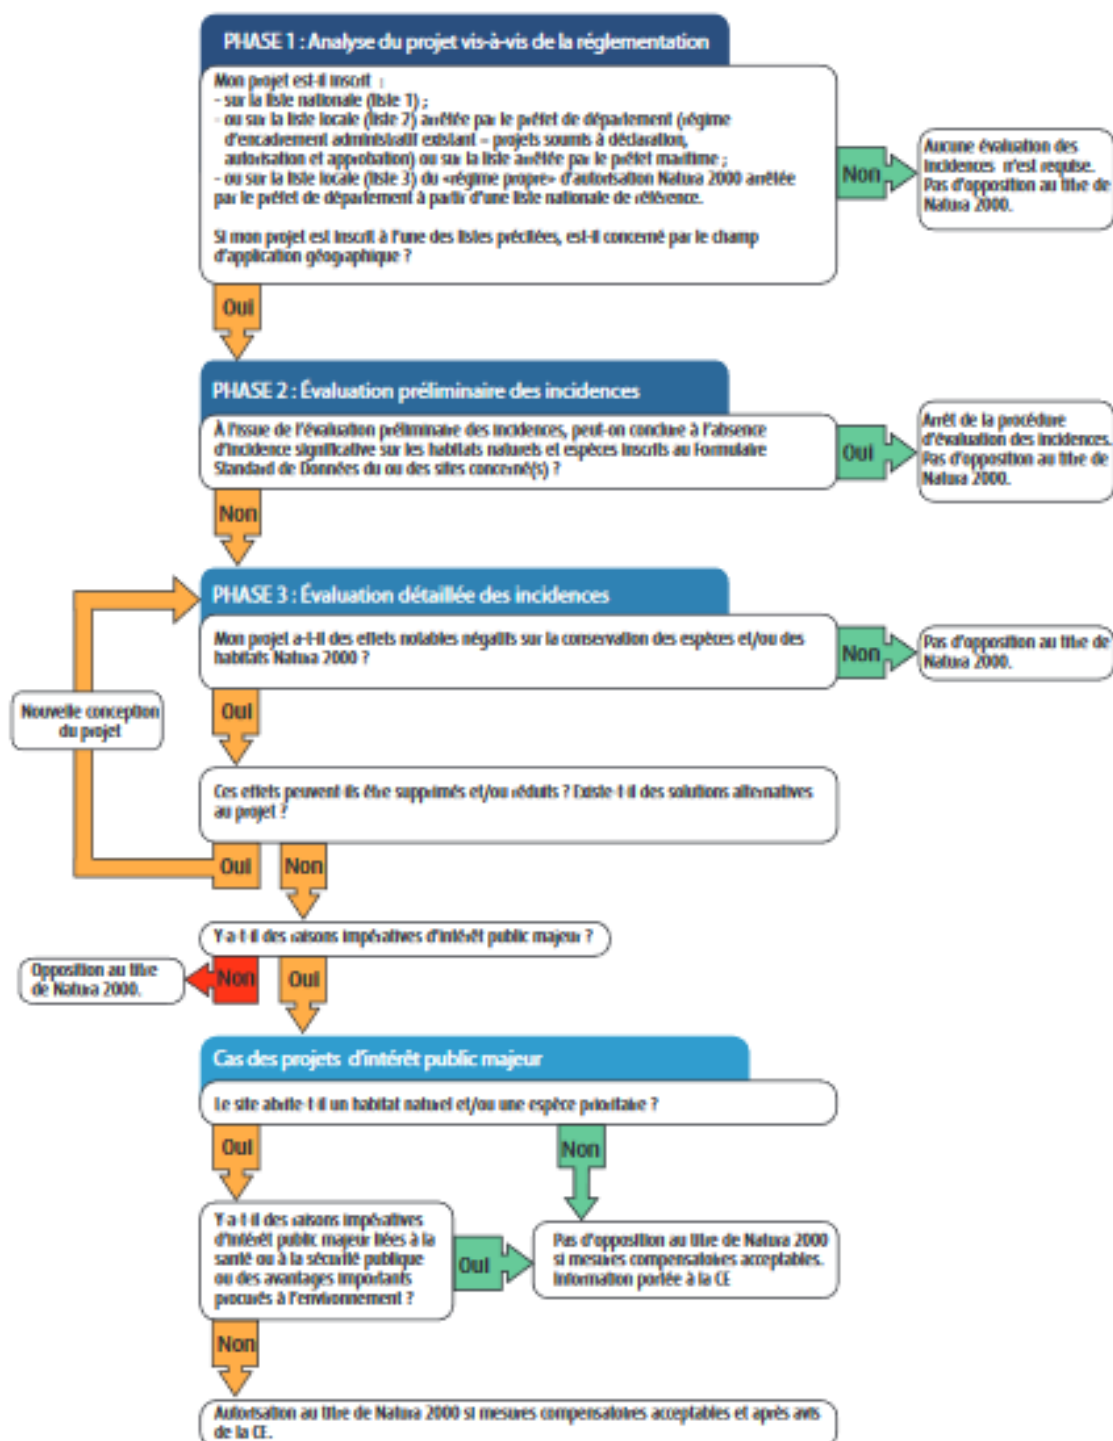 PHASE 1 : Analyse du projet vis-à-vis de la réglementation
Mon projet est-il inscrit :
- sur la liste nationale (liste 1) ;
- ou sur la liste locale (liste 2) arrêtée par le préfet de département (régime
d'encadrement administratif existant – projets soumis à déclaration,
autorisation et approbation) ou sur la liste arrêtée par le préfet maritime ;
- ou sur la liste locale (liste 3) du «régime propre» d'autorisation Natura 2000 arrêtée
par le préfet de département à partir d'une liste nationale de référence.
Si mon projet est inscrit à l'une des listes précitées, est-il concerné par le champ
d'application géographique ?
Non
Aucune évaluation des
incidences n'est requise.
Pas d'opposition au titre de
Natura 2000.
Oui
PHASE 2 : Évaluation préliminaire des incidences
À l'issue de l'évaluation préliminaire des incidences, peut-on conclure à l'absence
d'incidence significative sur les habitats naturels et espèces inscrits au Formulaire
Standard de Données du ou des sites concerné(s) ?
Oui
Arrêt de la procédure
d'évaluation des incidences.
Pas d'opposition au titre de
Natura 2000.
Non
PHASE 3 : Évaluation détaillée des incidences
Mon projet a-t-il des effets notables négatifs sur la conservation des espèces et/ou des
habitats Natura 2000 ?
Non
Pas d'opposition au titre de
Natura 2000.
Oui
Nouvelle conception
du projet
Ces effets peuvent-ils être supprimés et/ou réduits ? Existe-t-il des solutions alternatives
au projet ?
Oui
Non
Y-a-t-il des raisons impératives d'intérêt public majeur ?
Opposition au titre
de Natura 2000.
Non
Oui
Cas des projets d'intérêt public majeur
Le site abrite-t-il un habitat naturel et/ou une espèce prioritaire ?
Oui
Non
Y-a-t-il des raisons impératives
d'intérêt public majeur liées à la
santé ou à la sécurité publique
ou des avantages importants
procurés à l'environnement ?
Oui
Pas d'opposition au titre de Natura 2000
si mesures compensatoires acceptables.
Information portée à la CE
Non
Autorisation au titre de Natura 2000 si mesures compensatoires acceptables et après avis
de la CE.